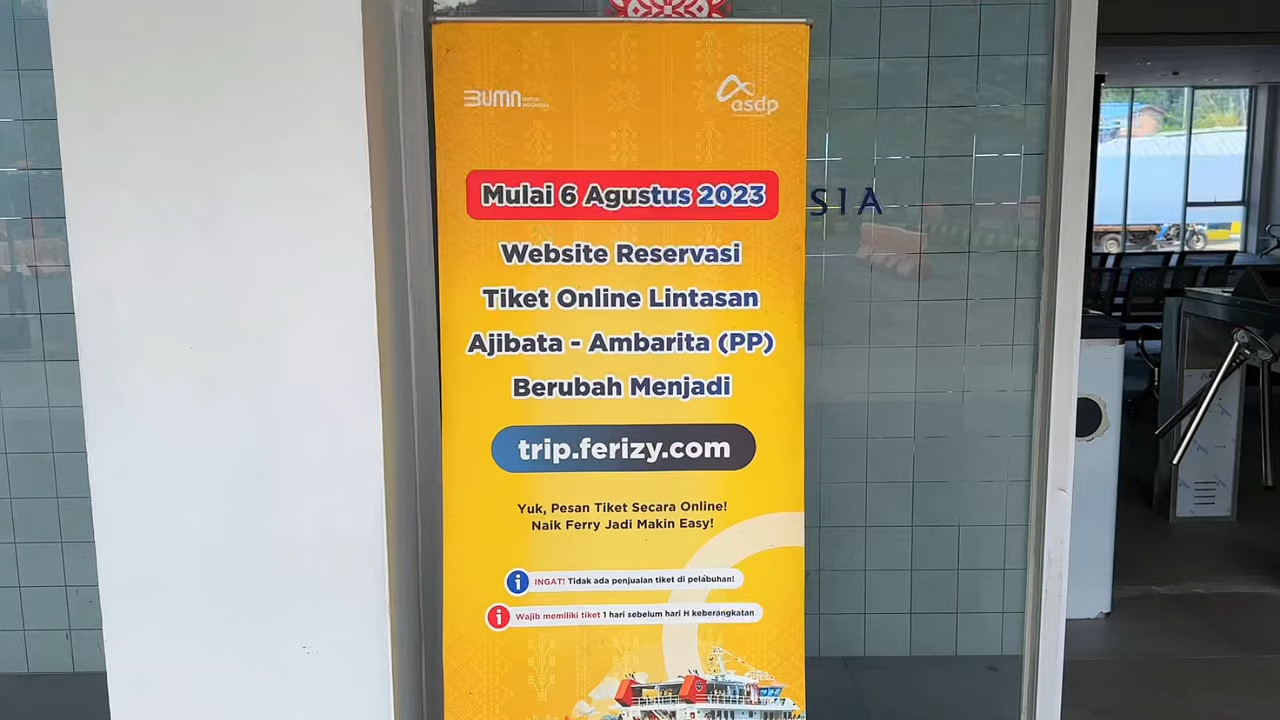 BUMN UNTUK
INDONESIA
asdp
Mulai 6 Agustus 2023
SIA
Website Reservasi
Tiket Online Lintasan
Ajibata - Ambarita (PP)
Berubah Menjadi
trip.ferizy.com
Yuk, Pesan Tiket Secara Online!
Naik Ferry Jadi Makin Easy!
INGAT! Tidak ada penjualan tiket di pelabuhan!
Wajib memiliki tiket 1 hari sebelum hari H keberangkatan